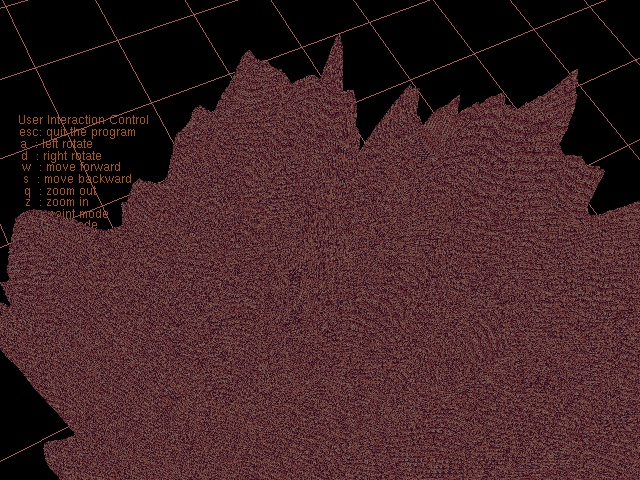 User Interaction Control
esc: quit the program
a : left rotate
d : right rotate
w : move forward
s : move backward
q : zoom out
z : zoom in
mode